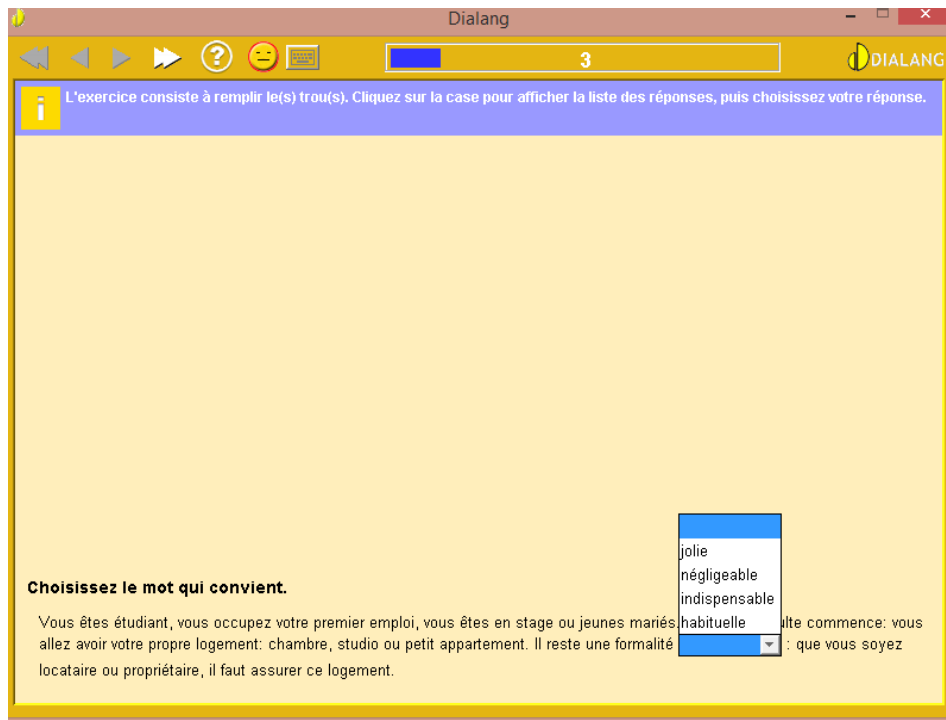 Dialang
3
DIALANG
i
L'exercice consiste à remplir le(s) trou(s). Cliquez sur la case pour afficher la liste des réponses, puis choisissez votre réponse.
jolie
négligeable
indispensable
habituelle
Choisissez le mot qui convient.
Vous êtes étudiant, vous occupez votre premier emploi, vous êtes en stage ou jeunes mariés. lte commence: vous
allez avoir votre propre logement: chambre, studio ou petit appartement. Il reste une formalité : que vous soyez
locataire ou propriétaire, il faut assurer ce logement.